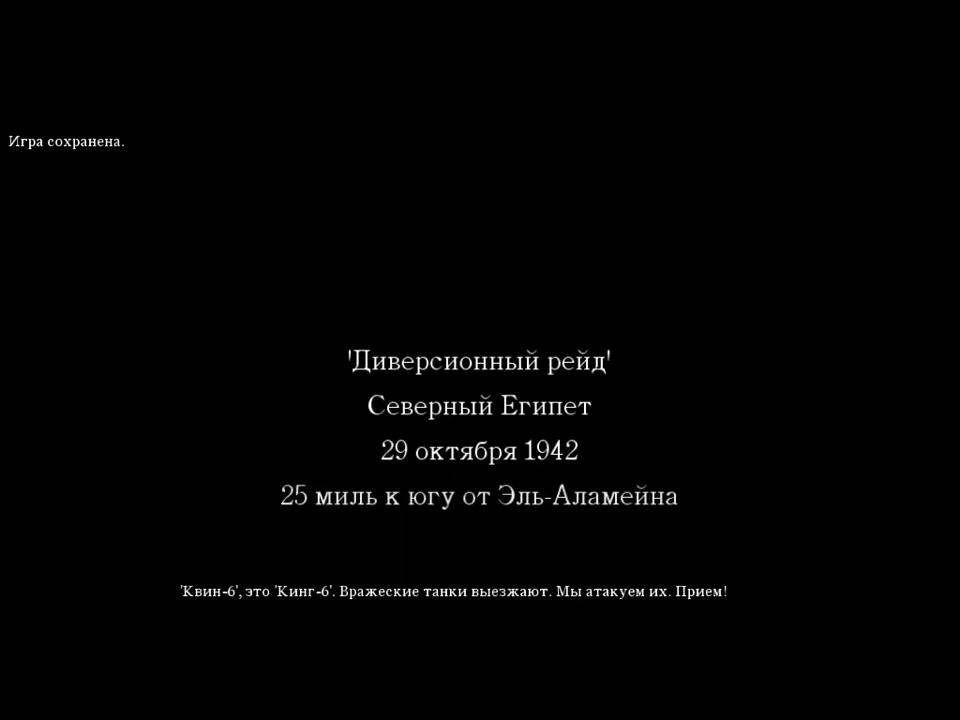 Игра сохранена.
'Диверсионный рейд'
Северный Египет
29 октября 1942
25 миль к югу от Эль-Аламейна
'Квин-6', это 'Кинг-6'. Вражеские танки выезжают. Мы атакуем их. Прием!